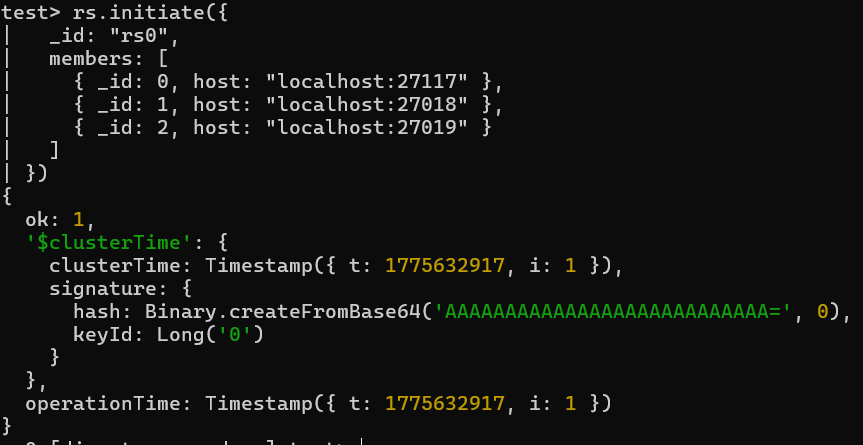 test> rs.initiate({
|   _id: "rs0",
|   members: [
|     { _id: 0, host: "localhost:27117" },
|     { _id: 1, host: "localhost:27018" },
|     { _id: 2, host: "localhost:27019" }
|   ]
| })
{
  ok: 1,
  '$clusterTime': {
    clusterTime: Timestamp({ t: 1775632917, i: 1 }),
    signature: {
      hash: Binary.createFromBase64('AAAAAAAAAAAAAAAAAAAAAAAAAAA=', 0),
      keyId: Long('0')
    }
  },
  operationTime: Timestamp({ t: 1775632917, i: 1 })
}